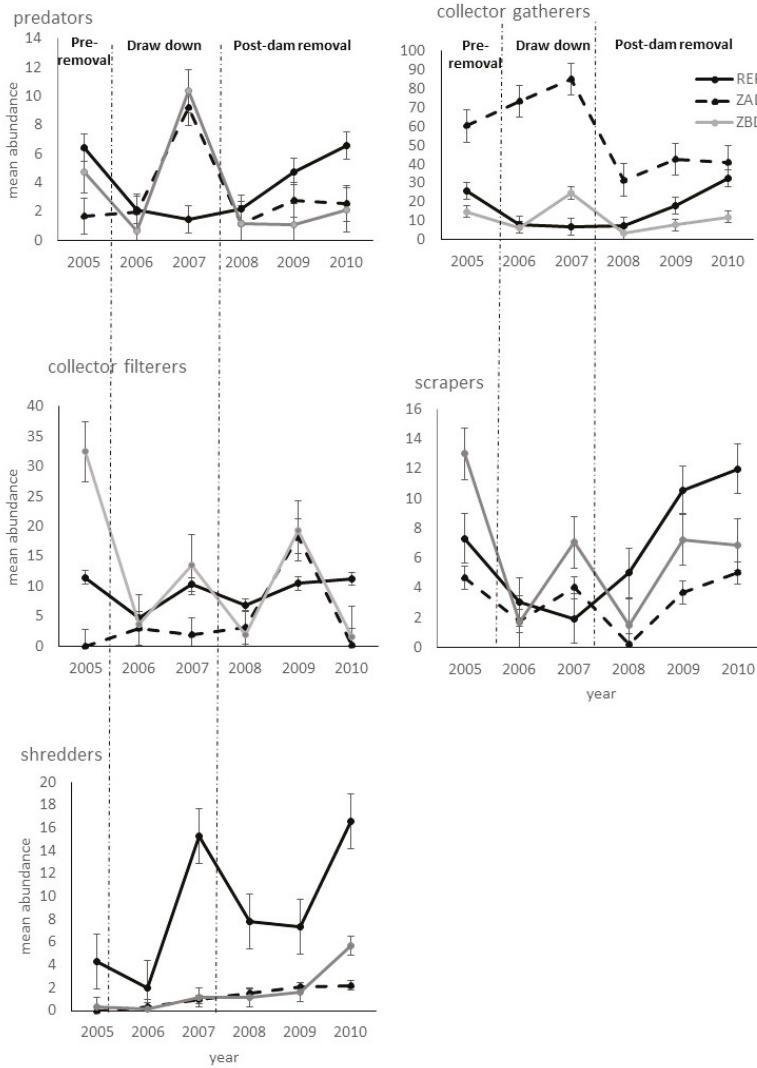 predators
Pre-removal
Draw down
Post-dam removal
mean abundance
14
12
10
8
6
4
2
0
2005 2006 2007 2008 2009 2010
collector gatherers
Pre-removal
Draw down
Post-dam removal
100
90
80
70
60
50
40
30
20
10
0
REF
ZAD
ZBD
2005 2006 2007 2008 2009 2010
collector filterers
mean abundance
40
35
30
25
20
15
10
5
0
2005 2006 2007 2008 2009 2010
scrapers
16
14
12
10
8
6
4
2
0
2005 2006 2007 2008 2009 2010
year
shredders
mean abundance
20
18
16
14
12
10
8
6
4
2
0
2005 2006 2007 2008 2009 2010
year